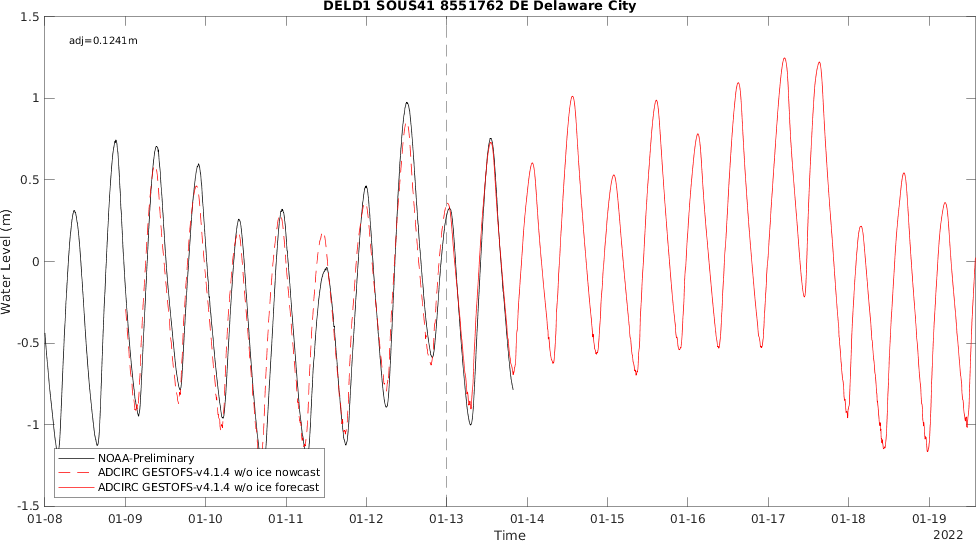 DELD1 SOUS41 8551762 DE Delaware City
adj=0.1241m
1.5
1
0.5
0
-0.5
-1
-1.5
Water Level (m)
NOAA-Preliminary
ADCIRC GESTOFS-v4.1.4 w/o ice nowcast
ADCIRC GESTOFS-v4.1.4 w/o ice forecast
01-08 01-09 01-10 01-11 01-12 01-13 01-14 01-15 01-16 01-17 01-18 01-19
Time
2022